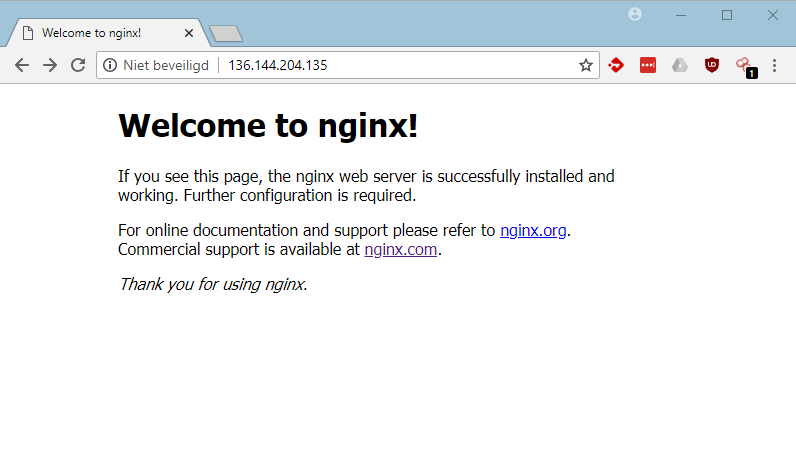 Welcome to nginx!
Niet beveiligd 136.144.204.135
1
Welcome to nginx!
If you see this page, the nginx web server is successfully installed and
working. Further configuration is required.
For online documentation and support please refer to nginx.org.
Commercial support is available at nginx.com.
Thank you for using nginx.